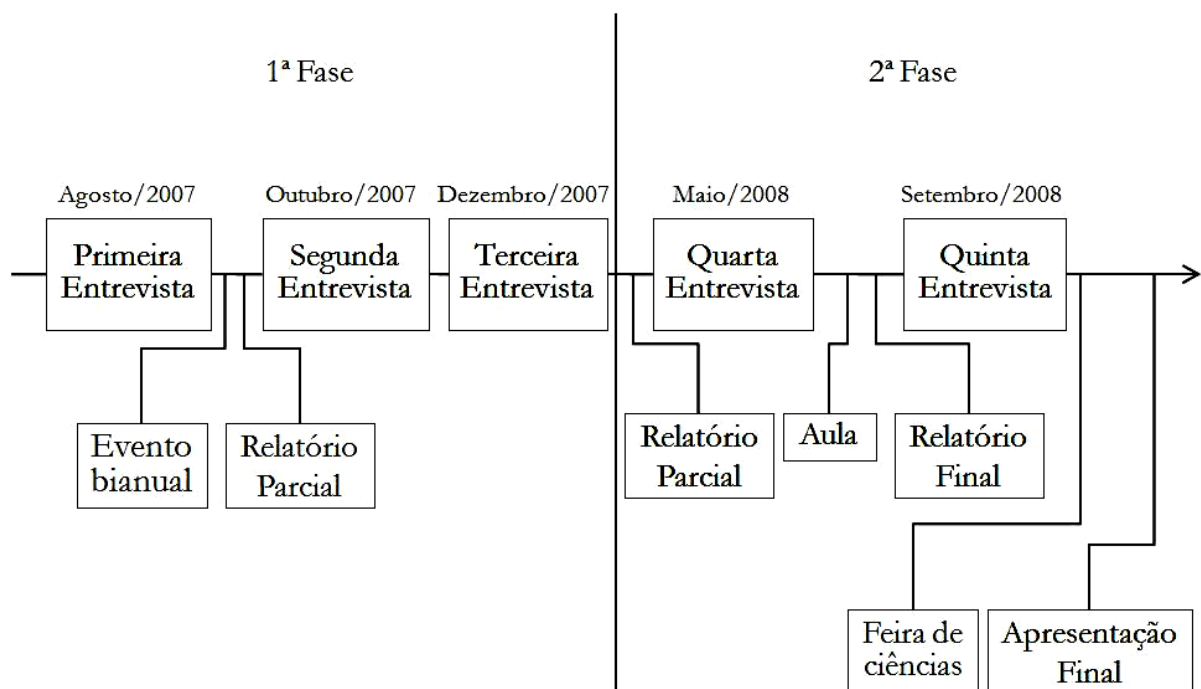 1ª Fase
2ª Fase
Agosto/2007
Outubro/2007
Dezembro/2007
Maio/2008
Setembro/2008
Primeira
Entrevista
Segunda
Entrevista
Terceira
Entrevista
Quarta
Entrevista
Quinta
Entrevista
Evento
bianual
Relatório
Parcial
Relatório
Parcial
Aula
Relatório
Final
Feira de
ciências
Apresentação
Final